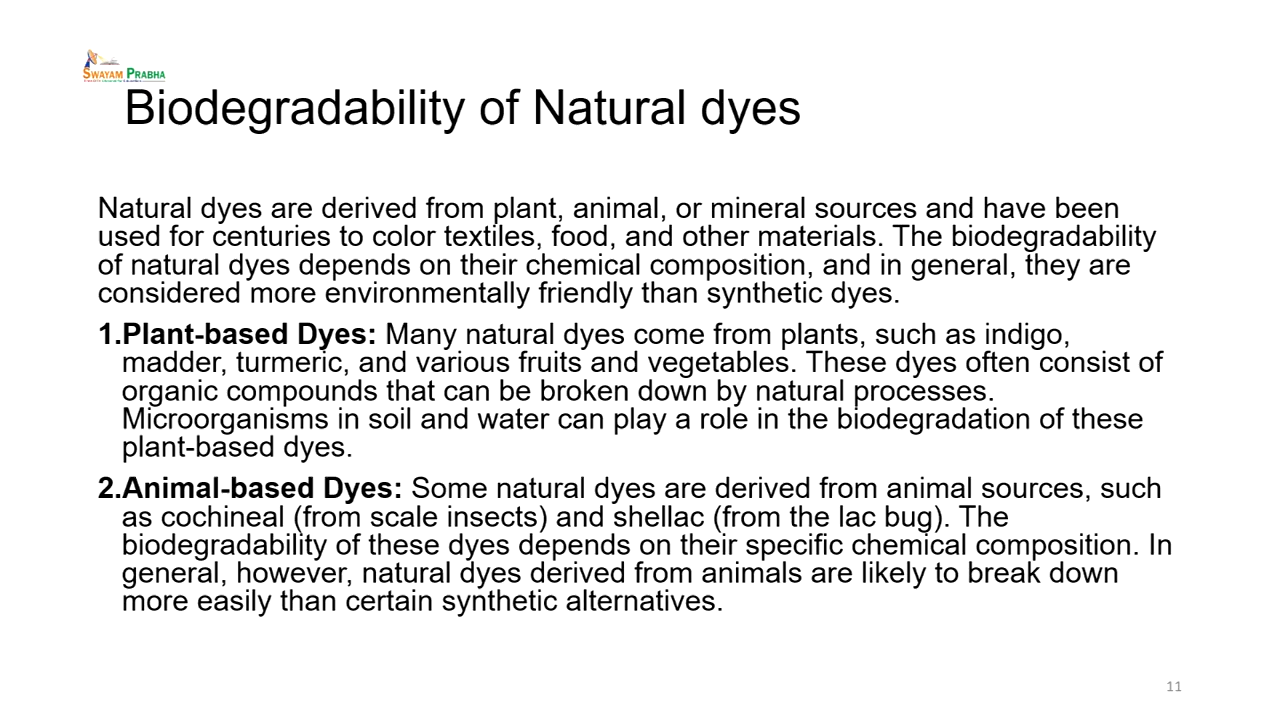 SWAYAM PRABHA
Biodegradability of Natural dyes
Natural dyes are derived from plant, animal, or mineral sources and have been
used for centuries to color textiles, food, and other materials. The biodegradability
of natural dyes depends on their chemical composition, and in general, they are
considered more environmentally friendly than synthetic dyes.
1.Plant-based Dyes: Many natural dyes come from plants, such as indigo,
madder, turmeric, and various fruits and vegetables. These dyes often consist of
organic compounds that can be broken down by natural processes.
Microorganisms in soil and water can play a role in the biodegradation of these
plant-based dyes.
2.Animal-based Dyes: Some natural dyes are derived from animal sources, such
as cochineal (from scale insects) and shellac (from the lac bug). The
biodegradability of these dyes depends on their specific chemical composition. In
general, however, natural dyes derived from animals are likely to break down
more easily than certain synthetic alternatives.
11